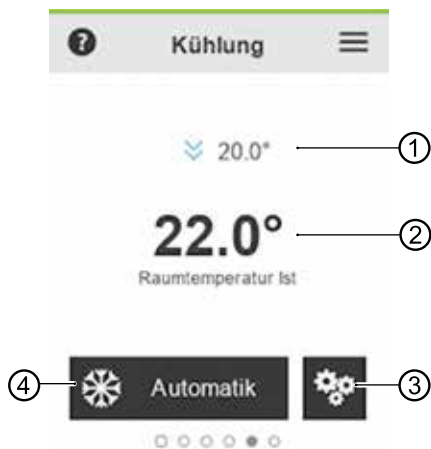 ? Kühlung
20.0° 1
22.0° 2
Raumtemperatur Ist
4 Automatik 3